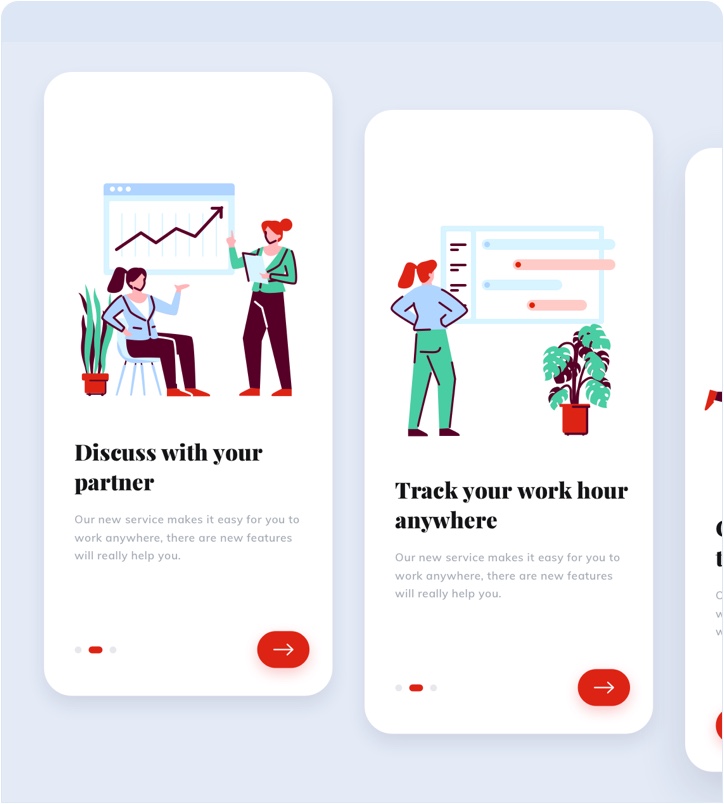 Discuss with your
partner
Our new service makes it easy for you to
work anywhere, there are new features
will really help you.
Track your work hour
anywhere
Our new service makes it easy for you to
work anywhere, there are new features
will really help you.